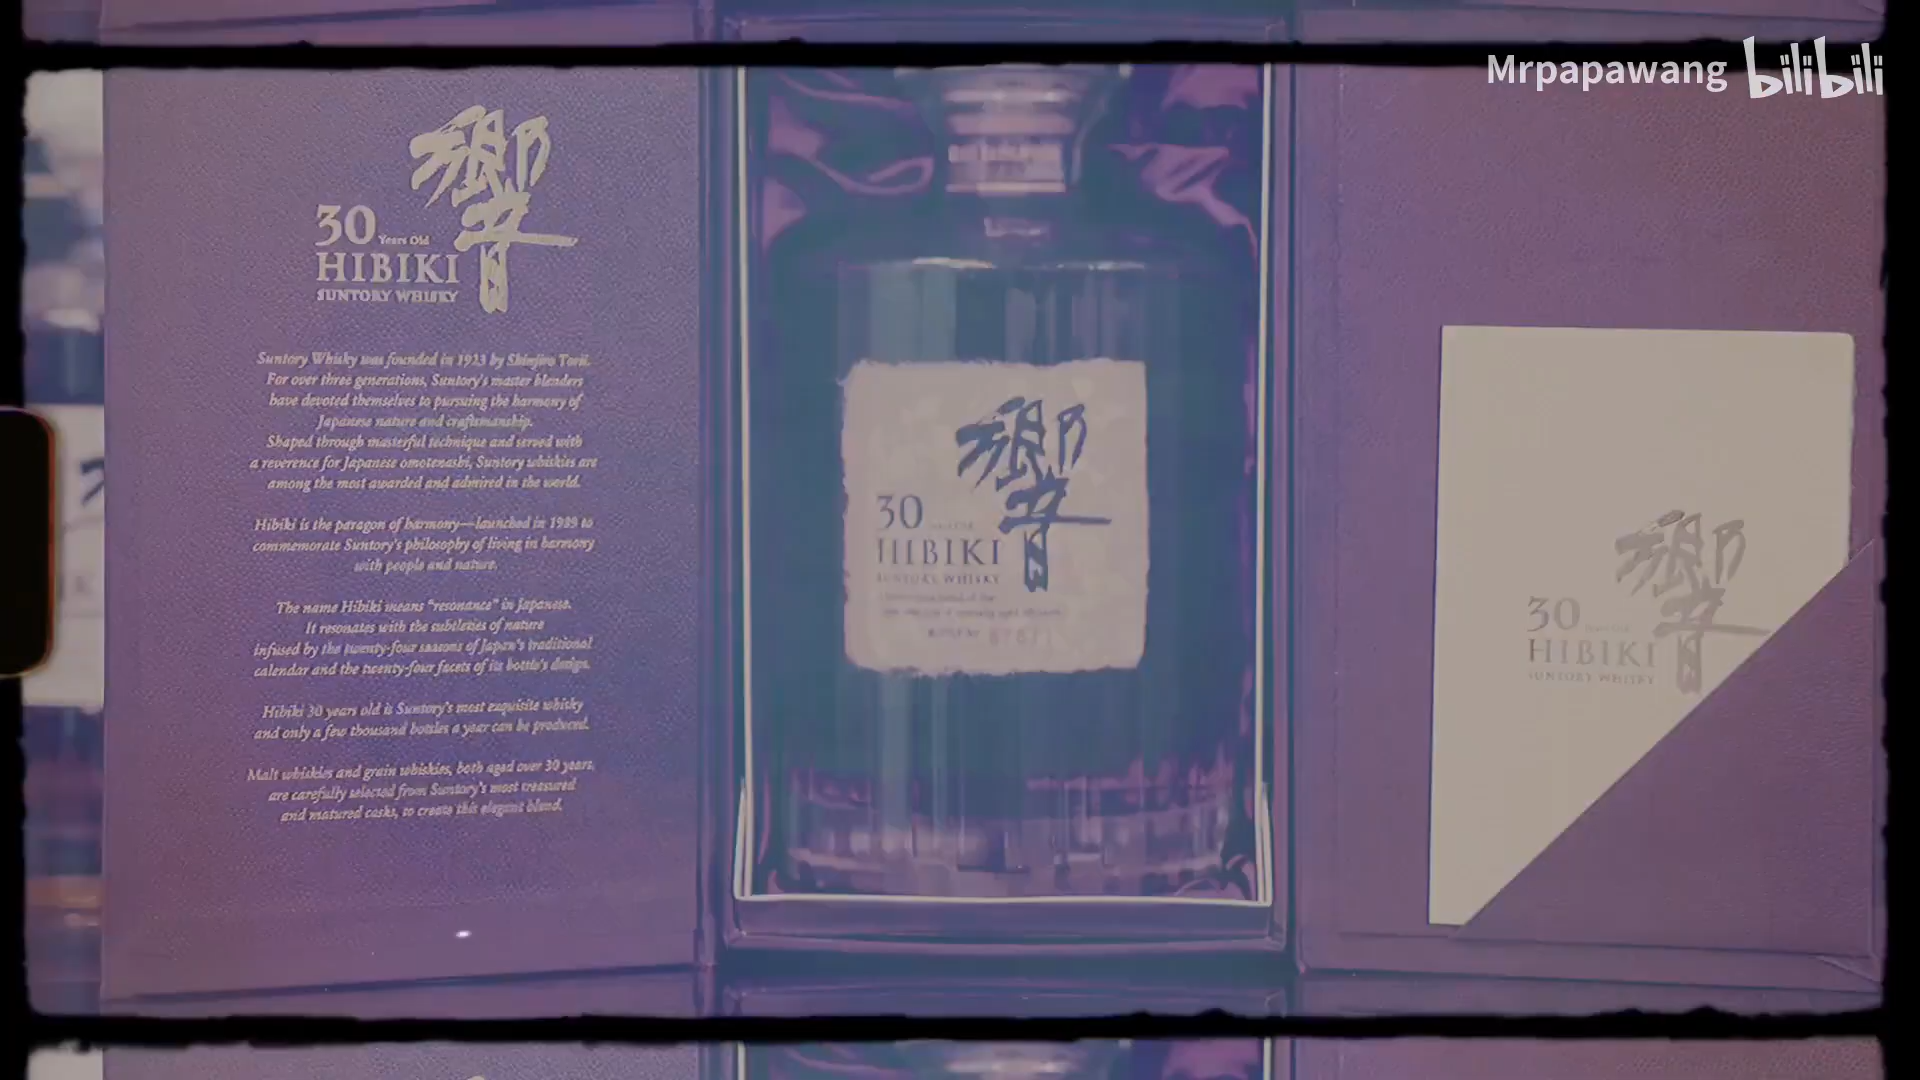 Mrpapawang bilibili
響
30 Years Old
HIBIKI
SUNTORY WHISKY
Suntory Whisky was founded in 1923 by Shinjiro Torii.
For over three generations, Suntory's master blenders
have devoted themselves to pursuing the harmony of
Japanese nature and craftsmanship.
Shaped through masterful technique and served with
a reverence for Japanese omotenashi, Suntory whiskies are
among the most awarded and admired in the world.
Hibiki is the paragon of harmony—launched in 1989 to
commemorate Suntory's philosophy of living in harmony
with people and nature.
The name Hibiki means "resonance" in Japanese.
It resonates with the subtleties of nature
infused by the twenty-four seasons of Japan's traditional
calendar and the twenty-four facets of its bottle's design.
Hibiki 30 years old is Suntory's most exquisite whisky
and only a few thousand bottles a year can be produced.
Malt whiskies and grain whiskies, both aged over 30 years,
are carefully selected from Suntory's most treasured
and matured casks, to create this elegant blend.
響
30
HIBIKI
SUNTORY WHISKY
響
30
HIBIKI
SUNTORY WHISKY